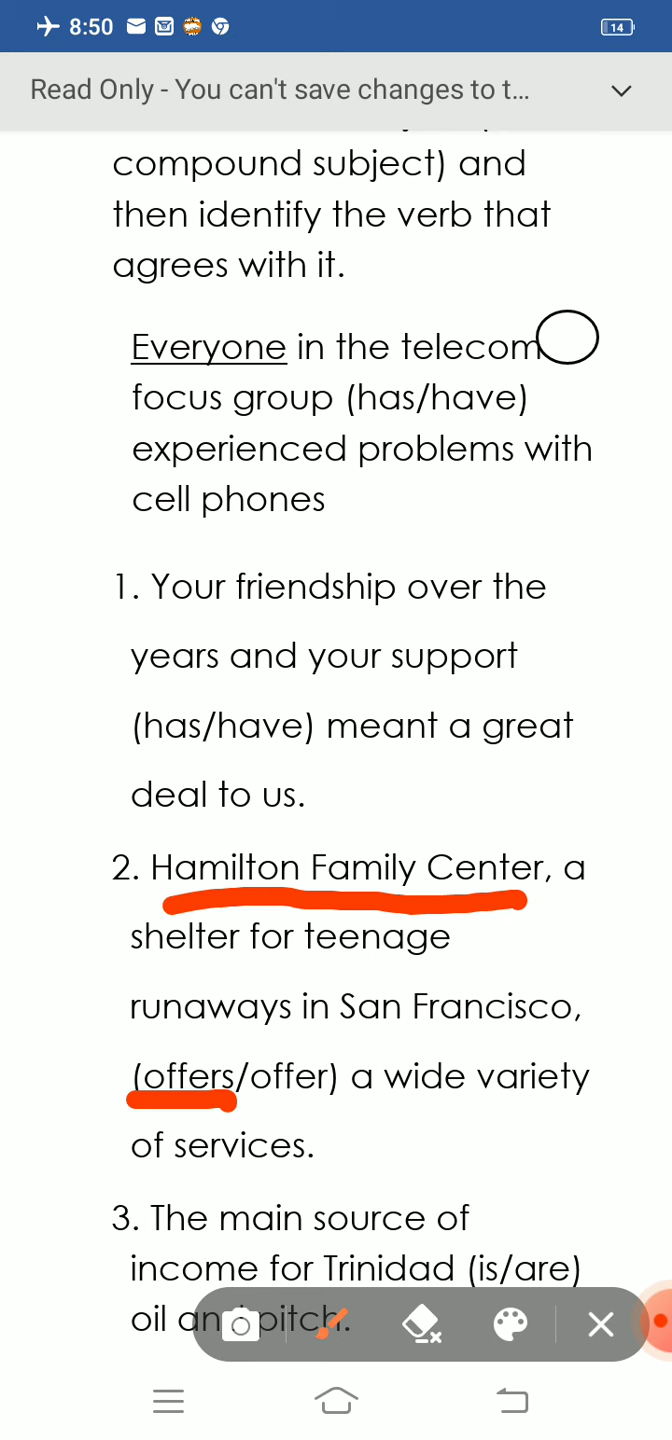 8:50
14
Read Only - You can't save changes to t...
compound subject) and
then identify the verb that
agrees with it.
Everyone in the telecom
focus group (has/have)
experienced problems with
cell phones
1. Your friendship over the
years and your support
(has/have) meant a great
deal to us.
2. Hamilton Family Center, a
shelter for teenage
runaways in San Francisco,
(offers/offer) a wide variety
of services.
3. The main source of
income for Trinidad (is/are)
oil and pitch.